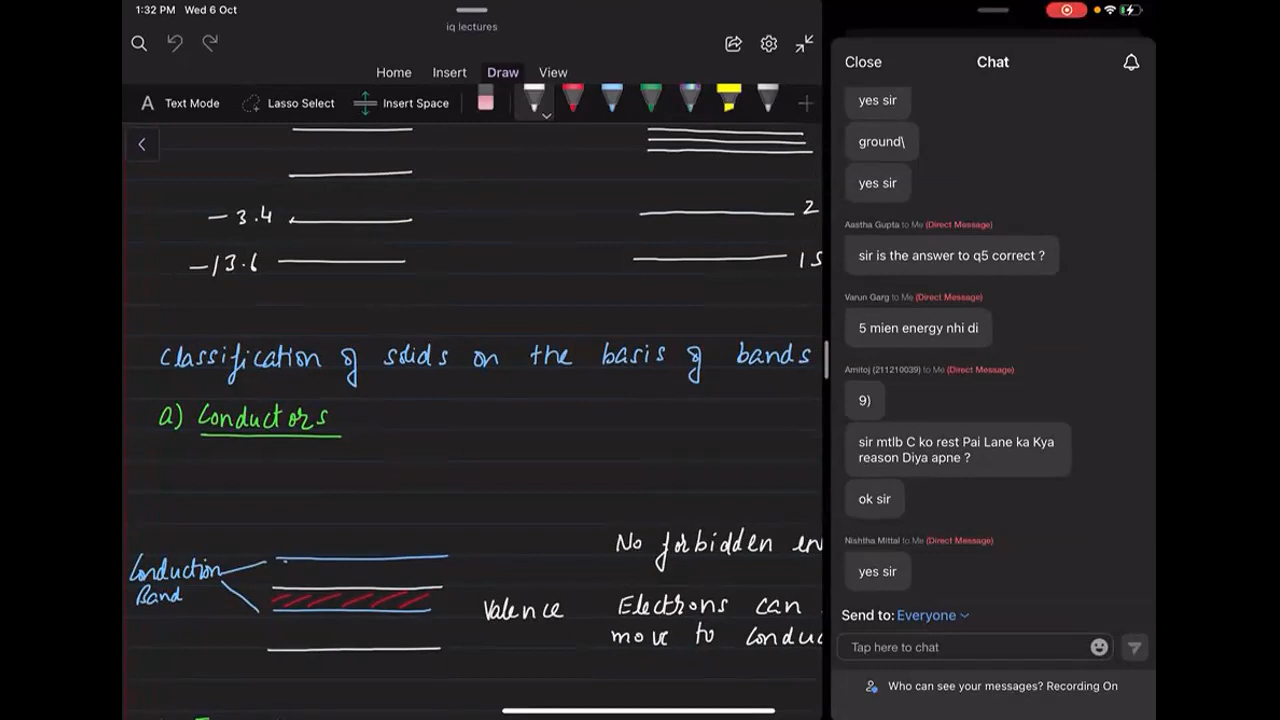 1:32 PM Wed 6 Oct
iq lectures
Home Insert Draw View
A Text Mode Lasso Select Insert Space
-3.4
2
-13.6
1S
Classification of solids on the basis of bands
a) Conductors
No forbidden en
Conduction
Band
Valence
Electrons can
move to conduc
Close Chat
yes sir
ground\
yes sir
Aastha Gupta to Me (Direct Message)
sir is the answer to q5 correct ?
Varun Garg to Me (Direct Message)
5 mien energy nhi di
Amitoj (211210039) to Me (Direct Message)
9)
sir mtlb C ko rest Pai Lane ka Kya
reason Diya apne ?
ok sir
Nishtha Mittal to Me (Direct Message)
yes sir
Send to: Everyone
Tap here to chat
Who can see your messages? Recording On